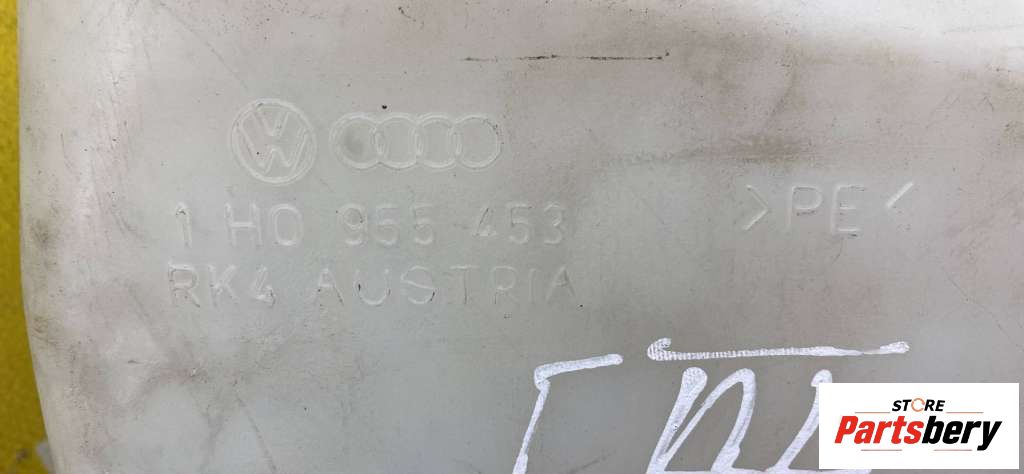 1 H0 955 453
>PE<
RK4 AUSTRIA
STORE
Partsbery